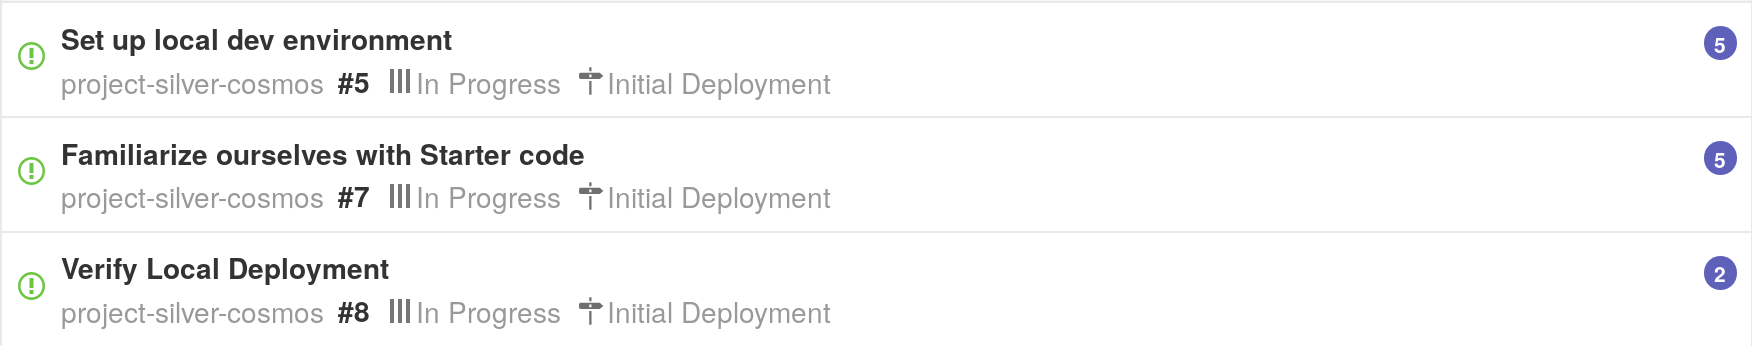 Set up local dev environment 5
project-silver-cosmos #5 In Progress Initial Deployment
Familiarize ourselves with Starter code 5
project-silver-cosmos #7 In Progress Initial Deployment
Verify Local Deployment 2
project-silver-cosmos #8 In Progress Initial Deployment